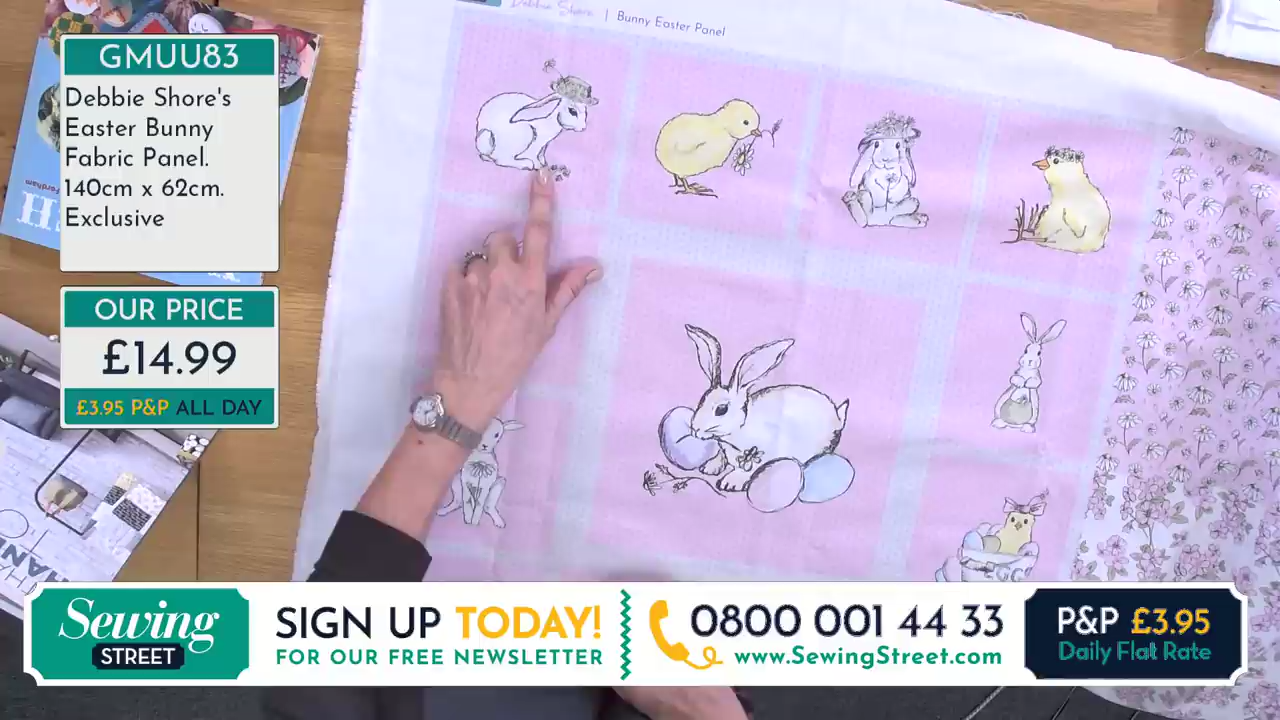 Debbie Shore | Bunny Easter Panel
GMUU83
Debbie Shore's
Easter Bunny
Fabric Panel.
140cm x 62cm.
Exclusive
OUR PRICE
£14.99
£3.95 P&P ALL DAY
Sewing
STREET
SIGN UP TODAY!
FOR OUR FREE NEWSLETTER
0800 001 44 33
www.SewingStreet.com
P&P £3.95
Daily Flat Rate